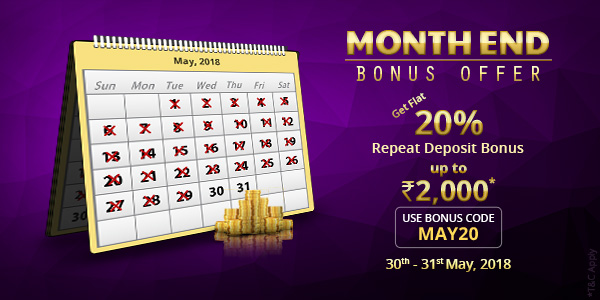 May, 2018
Sun Mon Tue Wed Thu Fri Sat
1 2 3 4 5
6 7 8 9 10 11 12
13 14 15 16 17 18 19
20 21 22 23 24 25 26
27 28 29 30 31
30
MONTH END
BONUS OFFER
Get Flat
20%
Repeat Deposit Bonus
up to
₹2,000*
USE BONUS CODE
MAY20
30th - 31st May, 2018
*T&C Apply